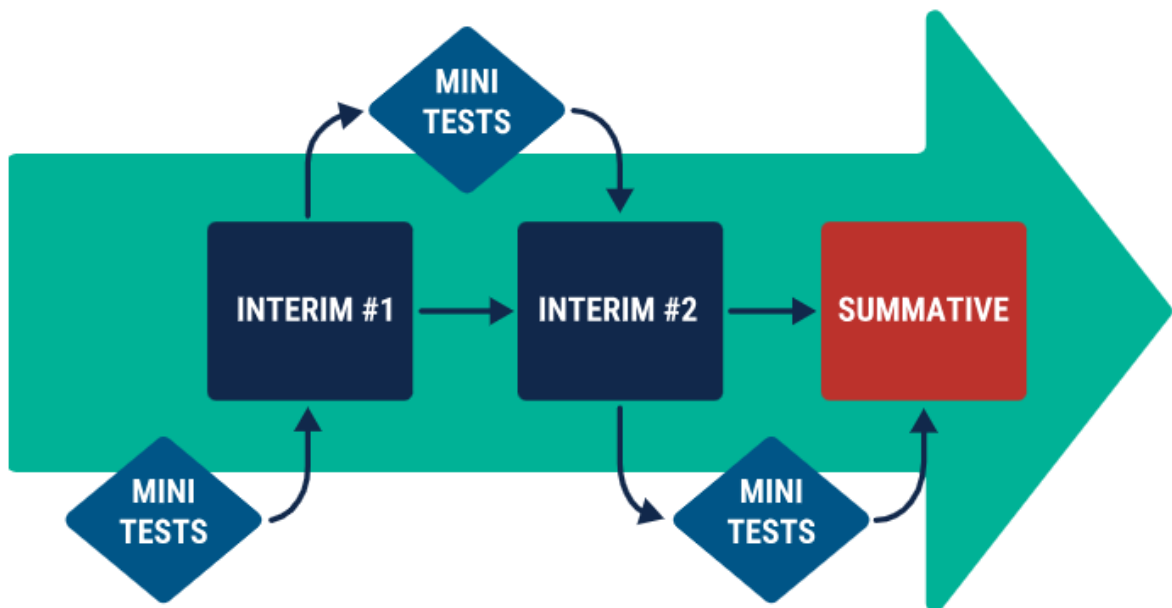 MINI
TESTS
INTERIM #1
INTERIM #2
SUMMATIVE
MINI
TESTS
MINI
TESTS